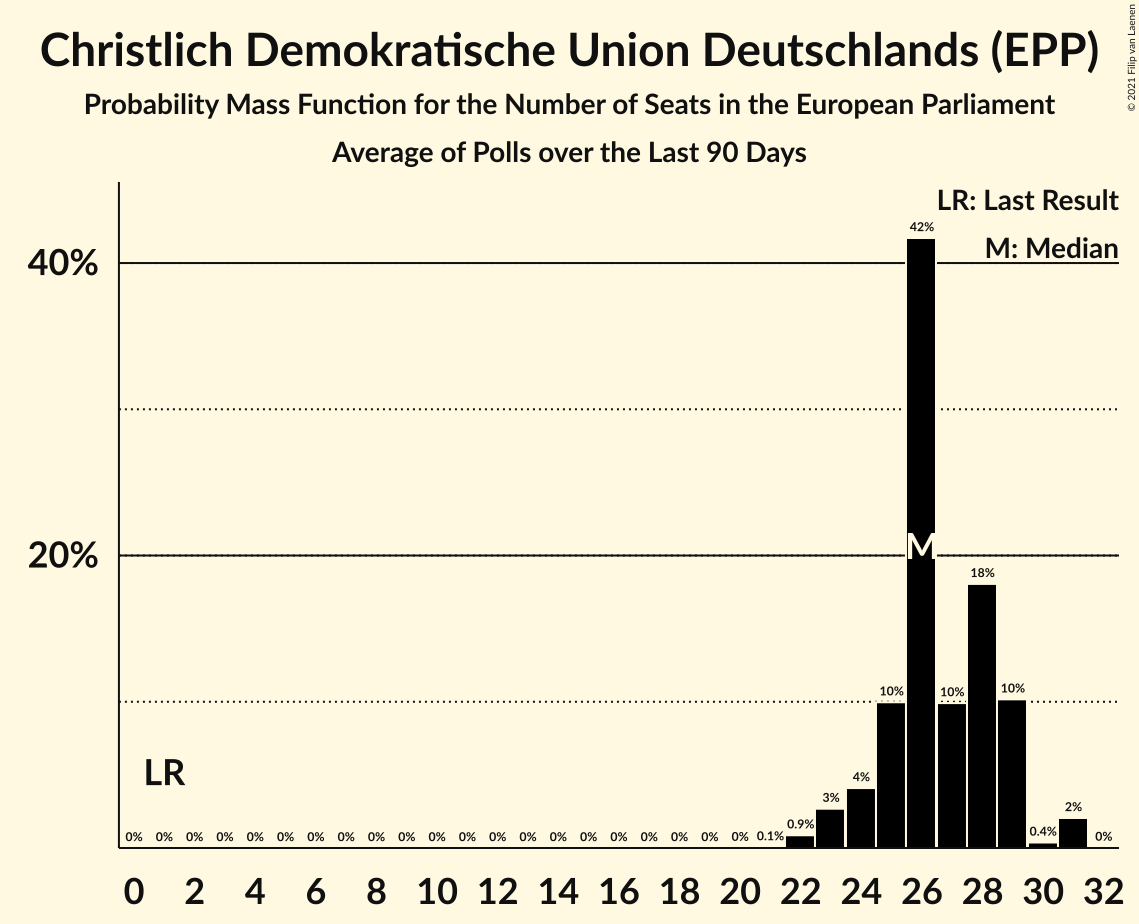 Christlich Demokratische Union Deutschlands (EPP)
Probability Mass Function for the Number of Seats in the European Parliament
Average of Polls over the Last 90 Days
© 2021 Filip van Laenen
LR: Last Result
M: Median
42%
40%
20%
M
18%
10%
10%
10%
LR
4%
3%
2%
0% 0% 0% 0% 0% 0% 0% 0% 0% 0% 0% 0% 0% 0% 0% 0% 0% 0% 0% 0% 0% 0.1% 0.9% 0.4% 0%
0 2 4 6 8 10 12 14 16 18 20 22 24 26 28 30 32